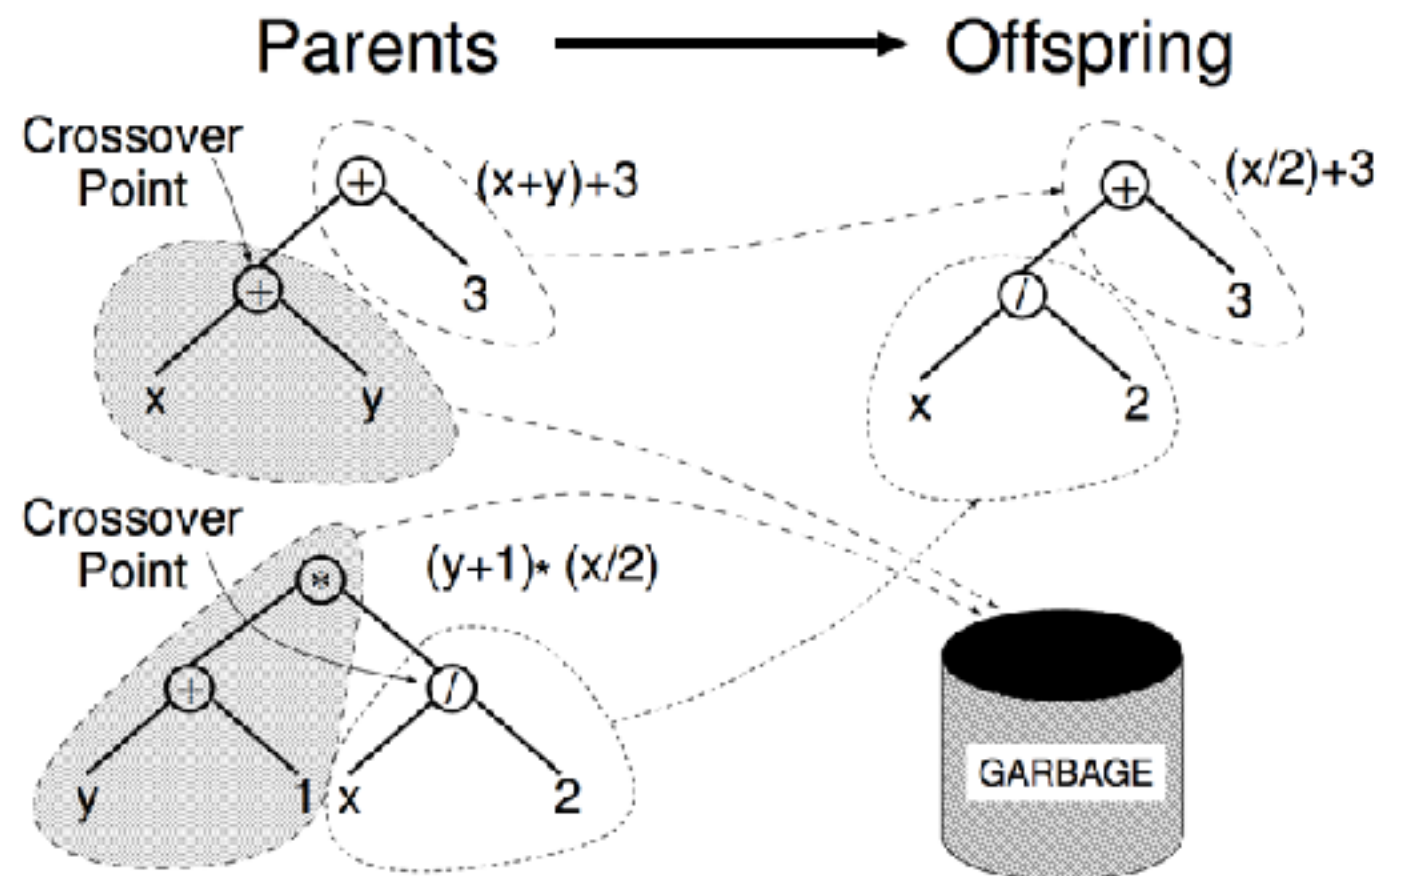 Parents Offspring
Crossover
Point
+
(x+y)+3
+
3
x
y
+
(x/2)+3
/
3
x
2
Crossover
Point
*
(y+1)* (x/2)
+
/
y
1
x
2
GARBAGE